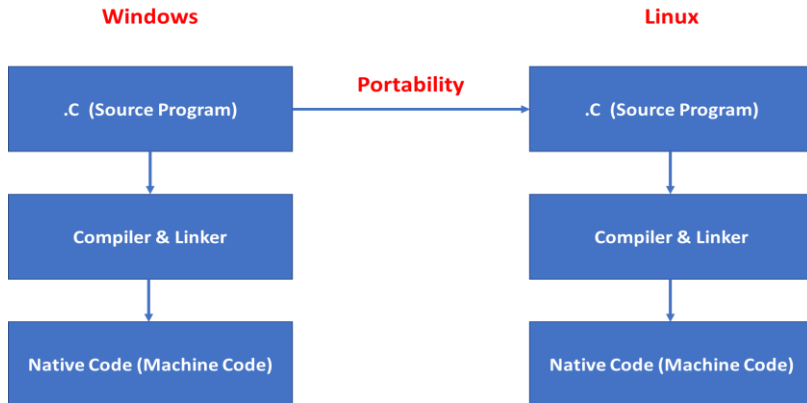 Windows
Linux
.C (Source Program)
Portability
.C (Source Program)
Compiler & Linker
Compiler & Linker
Native Code (Machine Code)
Native Code (Machine Code)